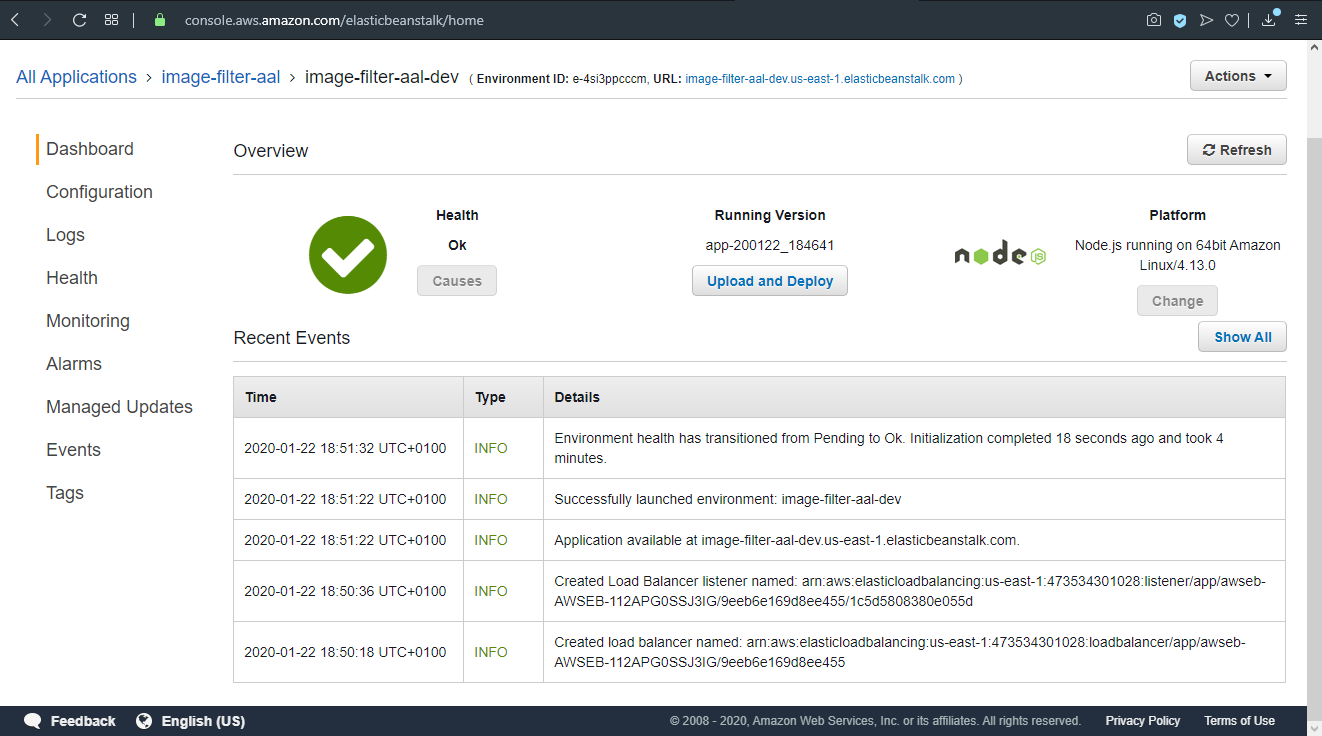 console.aws.amazon.com/elasticbeanstalk/home
All Applications > image-filter-aal > image-filter-aal-dev ( Environment ID: e-4si3ppcccm, URL: image-filter-aal-dev.us-east-1.elasticbeanstalk.com )
Actions
Dashboard
Configuration
Logs
Health
Monitoring
Alarms
Managed Updates
Events
Tags
Overview
Refresh
Health
Ok
Causes
Running Version
app-200122_184641
Upload and Deploy
node JS
Platform
Node.js running on 64bit Amazon
Linux/4.13.0
Change
Recent Events
Show All
Time Type Details
2020-01-22 18:51:32 UTC+0100 INFO Environment health has transitioned from Pending to Ok. Initialization completed 18 seconds ago and took 4
minutes.
2020-01-22 18:51:22 UTC+0100 INFO Successfully launched environment: image-filter-aal-dev
2020-01-22 18:51:22 UTC+0100 INFO Application available at image-filter-aal-dev.us-east-1.elasticbeanstalk.com.
2020-01-22 18:50:36 UTC+0100 INFO Created Load Balancer listener named: arn:aws:elasticloadbalancing:us-east-1:473534301028:listener/app/awseb-
AWSEB-112APG0SSJ3IG/9eeb6e169d8ee455/1c5d5808380e055d
2020-01-22 18:50:18 UTC+0100 INFO Created load balancer named: arn:aws:elasticloadbalancing:us-east-1:473534301028:loadbalancer/app/awseb-
AWSEB-112APG0SSJ3IG/9eeb6e169d8ee455
Feedback English (US) © 2008 - 2020, Amazon Web Services, Inc. or its affiliates. All rights reserved. Privacy Policy Terms of Use